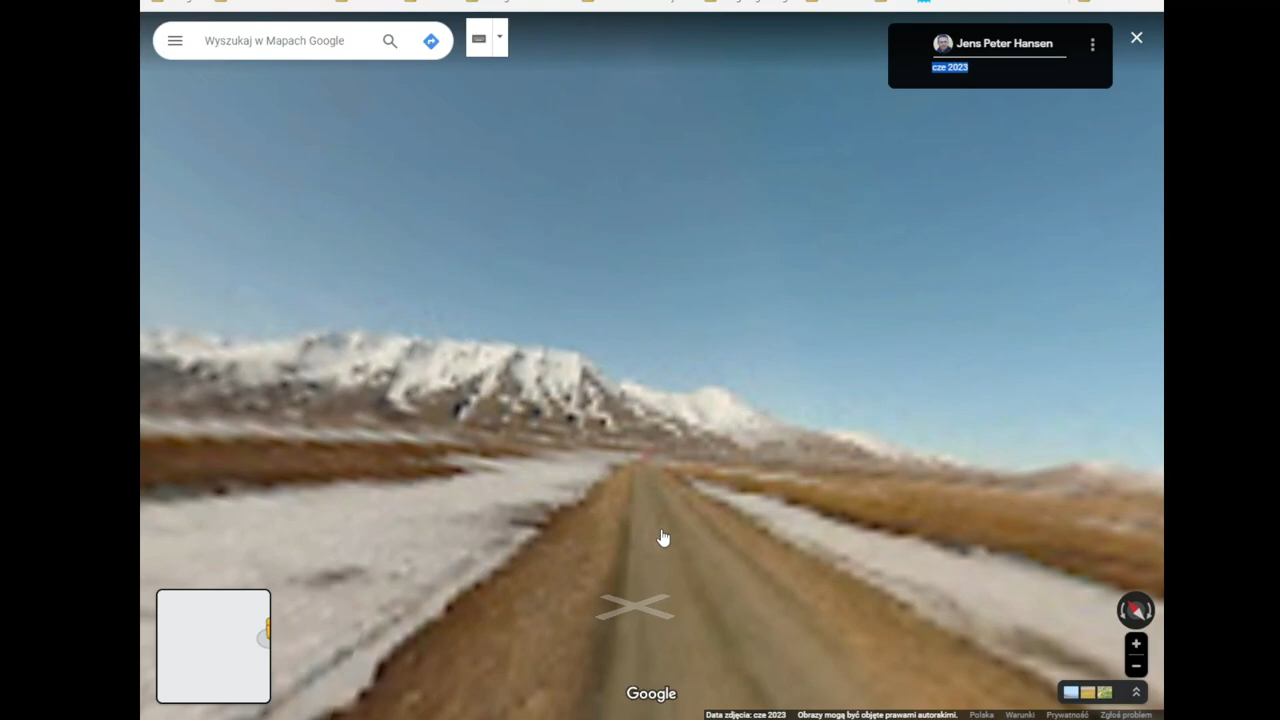 Wyszukaj w Mapach Google
Jens Peter Hansen
cze 2023
Google
Data zdjęcia: cze 2023 Obrazy mogą być objęte prawami autorskimi. Polska Warunki Prywatność Zgłoś problem